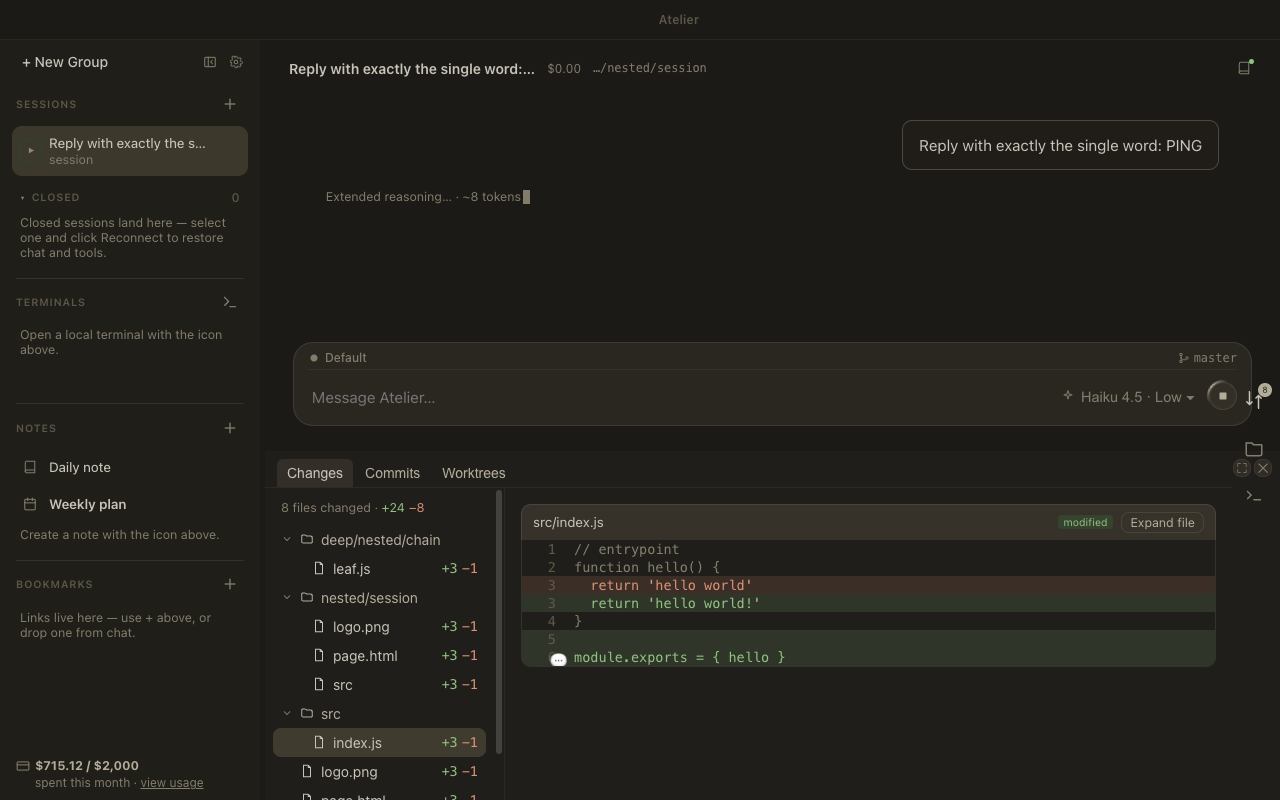 Atelier
+ New Group
SESSIONS
Reply with exactly the s...
session
CLOSED
0
Closed sessions land here — select
one and click Reconnect to restore
chat and tools.
TERMINALS
Open a local terminal with the icon
above.
NOTES
Daily note
Weekly plan
Create a note with the icon above.
BOOKMARKS
Links live here — use + above, or
drop one from chat.
$715.12 / $2,000
spent this month · view usage
Reply with exactly the single word:... $0.00 …/nested/session
Reply with exactly the single word: PING
Extended reasoning... · ~8 tokens
Default
master
Message Atelier...
Haiku 4.5 · Low
8
Changes Commits Worktrees
8 files changed · +24 −8
deep/nested/chain
leaf.js +3 −1
nested/session
logo.png +3 −1
page.html +3 −1
src +3 −1
src
index.js +3 −1
logo.png +3 −1
page.html +3 −1
src/index.js
modified
Expand file
1 // entrypoint
2 function hello() {
3 return 'hello world'
3 return 'hello world!'
4 }
5
module.exports = { hello }